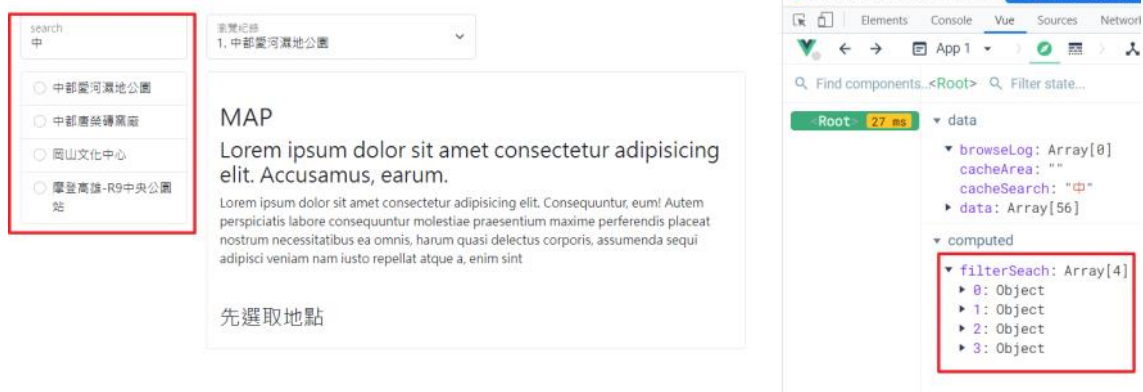 search
中
中都愛河濕地公園
中都唐榮磚窯廠
岡山文化中心
摩登高雄-R9中央公園
站
瀏覽紀錄
1, 中都愛河濕地公園
MAP
Lorem ipsum dolor sit amet consectetur adipisicing
elit. Accusamus, earum.
Lorem ipsum dolor sit amet consectetur adipisicing elit. Consequuntur, eum! Autem
perspiciatis labore consequuntur molestiae praesentium maxime perferendis placeat
nostrum necessitatibus ea omnis, harum quasi delectus corporis, assumenda sequi
adipisci veniam nam iusto repellat atque a, enim sint
先選取地點
Elements Console Vue Sources Network
App 1
Find components... <Root> Filter state...
<Root> 27 ms
data
browseLog: Array[0]
cacheArea: ""
cacheSearch: "中"
data: Array[56]
computed
filterSeach: Array[4]
0: Object
1: Object
2: Object
3: Object